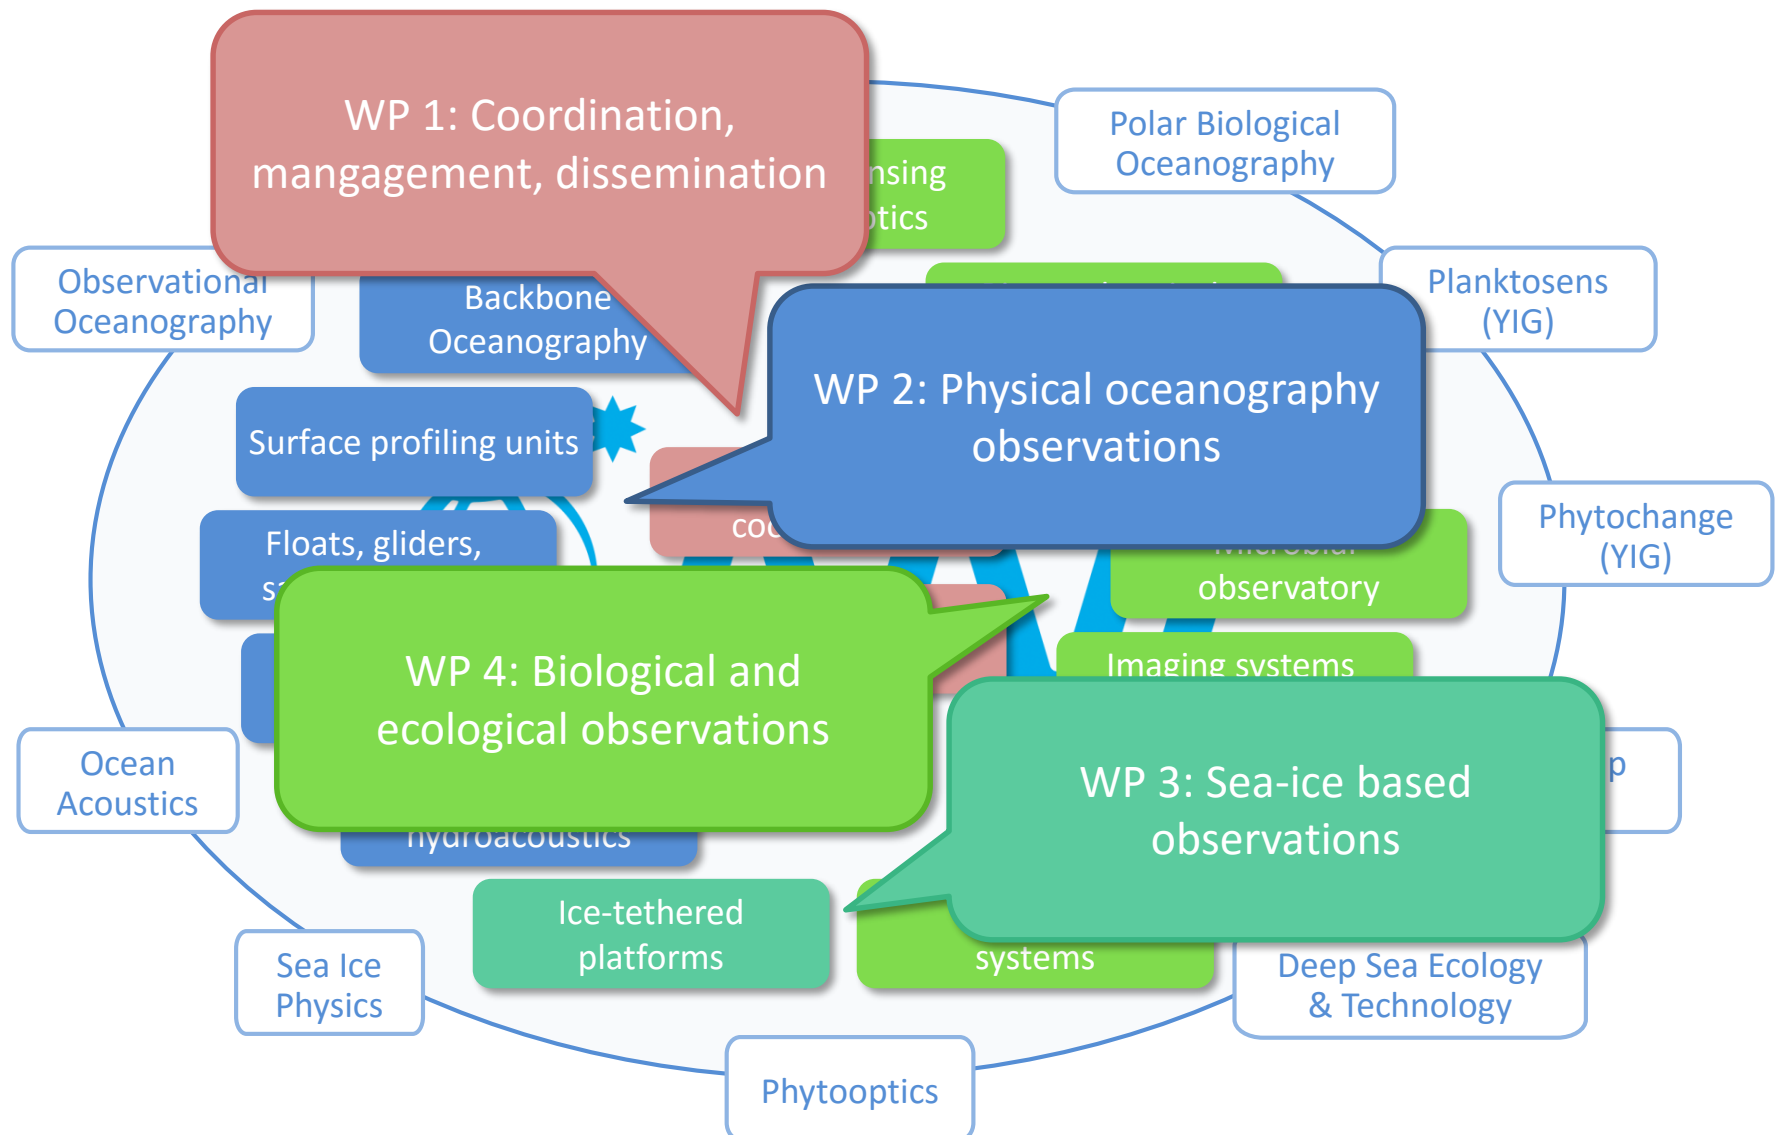 WP 1: Coordination,
mangagement, dissemination
Polar Biological
Oceanography
Observational
Oceanography
Backbone
Oceanography
Planktosens
(YIG)
WP 2: Physical oceanography
observations
Surface profiling units
Floats, gliders,
Phytochange
(YIG)
Microbial
observatory
Imaging systems
WP 4: Biological and
ecological observations
Ocean
Acoustics
WP 3: Sea-ice based
observations
hydroacoustics
Ice-tethered
platforms
systems
Sea Ice
Physics
Deep Sea Ecology
& Technology
Phytooptics